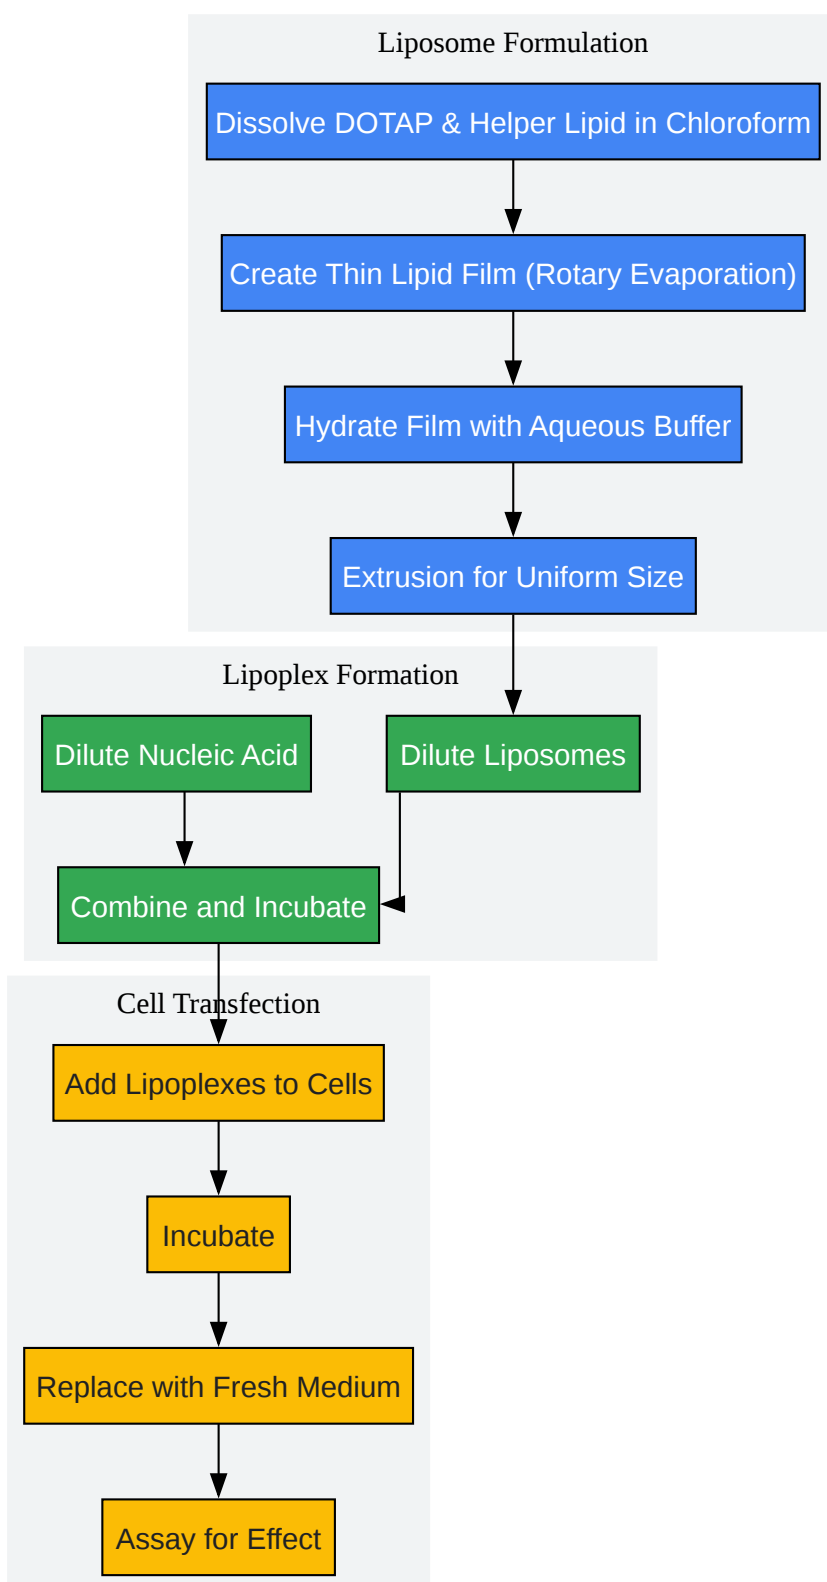 Liposome Formulation
Dissolve DOTAP & Helper Lipid in Chloroform
Create Thin Lipid Film (Rotary Evaporation)
Hydrate Film with Aqueous Buffer
Extrusion for Uniform Size
Lipoplex Formation
Dilute Nucleic Acid
Dilute Liposomes
Combine and Incubate
Cell Transfection
Add Lipoplexes to Cells
Incubate
Replace with Fresh Medium
Assay for Effect